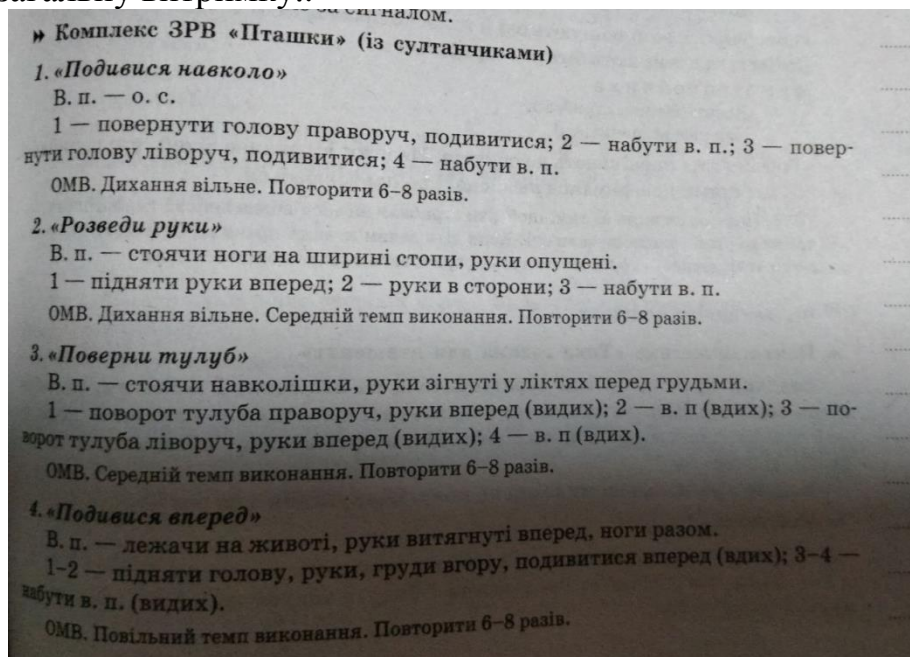 загальну витримку..
за сигналом.
» Комплекс ЗРВ «Пташки» (із султанчиками)
1. «Подивися навколо»
В. п. — о. с.
1 — повернути голову праворуч, подивитися; 2 — набути в. п.; 3 — повер-
нути голову ліворуч, подивитися; 4 — набути в. п.
ОМВ. Дихання вільне. Повторити 6–8 разів.
2. «Розведи руки»
В. п. — стоячи ноги на ширині стопи, руки опущені.
1 — підняти руки вперед; 2 — руки в сторони; 3 — набути в. п.
ОМВ. Дихання вільне. Середній темп виконання. Повторити 6–8 разів.
3. «Поверни тулуб»
В. п. — стоячи навколішки, руки зігнуті у ліктях перед грудьми.
1 — поворот тулуба праворуч, руки вперед (видих); 2 — в. п (вдих); 3 — по-
ворот тулуба ліворуч, руки вперед (видих); 4 — в. п (вдих).
ОМВ. Середній темп виконання. Повторити 6–8 разів.
4. «Подивися вперед»
В. п. — лежачи на животі, руки витягнуті вперед, ноги разом.
1–2 — підняти голову, руки, груди вгору, подивитися вперед (вдих); 3–4 —
набути в. п. (видих).
ОМВ. Повільний темп виконання. Повторити 6–8 разів.